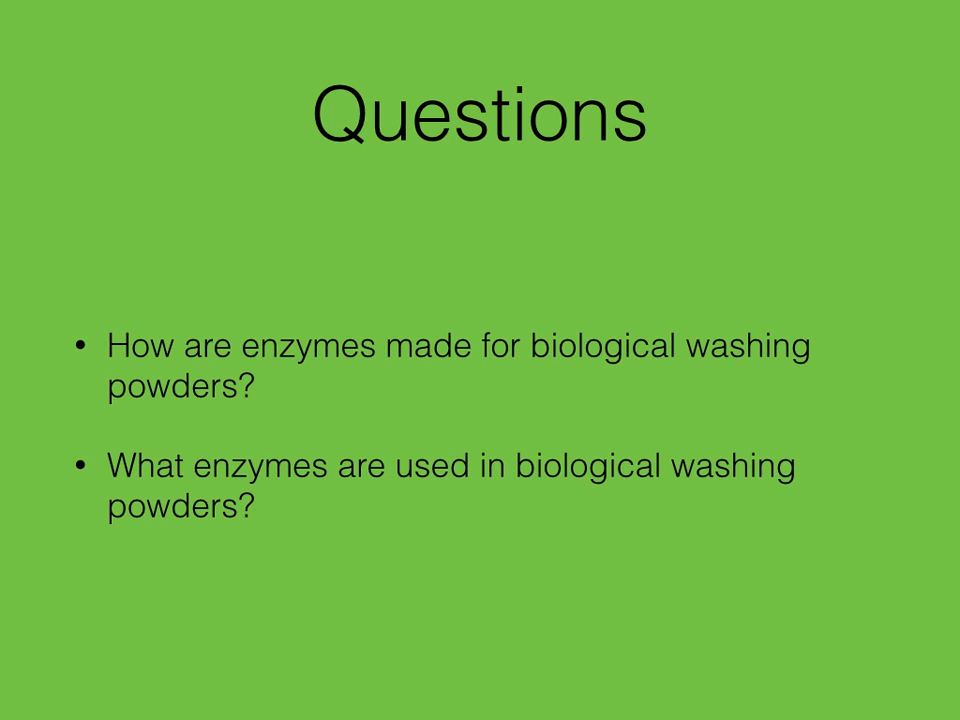 Questions
• How are enzymes made for biological washing
powders?
• What enzymes are used in biological washing
powders?